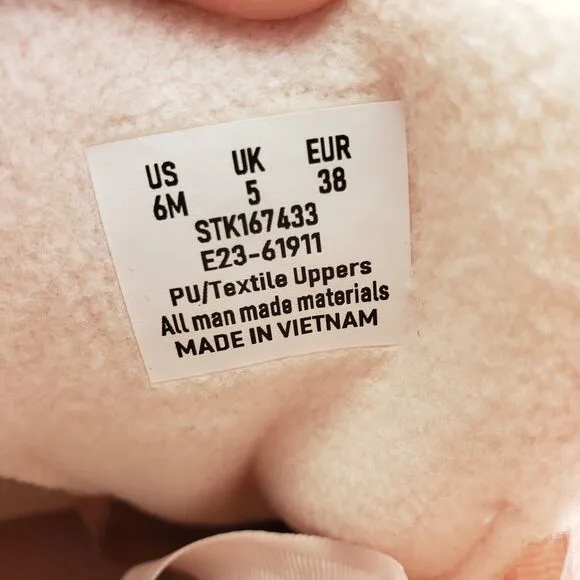 US UK EUR
6M 5 38
STK167433
E23-61911
PU/Textile Uppers
All man made materials
MADE IN VIETNAM